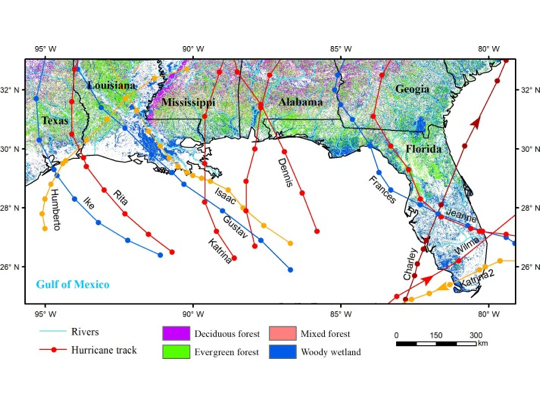 95° W 90° W 85° W 80° W
32° N 32° N
30° N 30° N
28° N 28° N
26° N 26° N
Louisiana
Texas
Mississippi
Alabama
Geogia
Florida
Humberto
Ike
Rita
Katrina
Gustav
Isaac
Dennis
Frances
Jeanne
Wilma
Charley
Katrina2
Gulf of Mexico
95° W 90° W 85° W 80° W
Rivers
Hurricane track
Deciduous forest
Evergreen forest
Mixed forest
Woody wetland
0 150 300
km